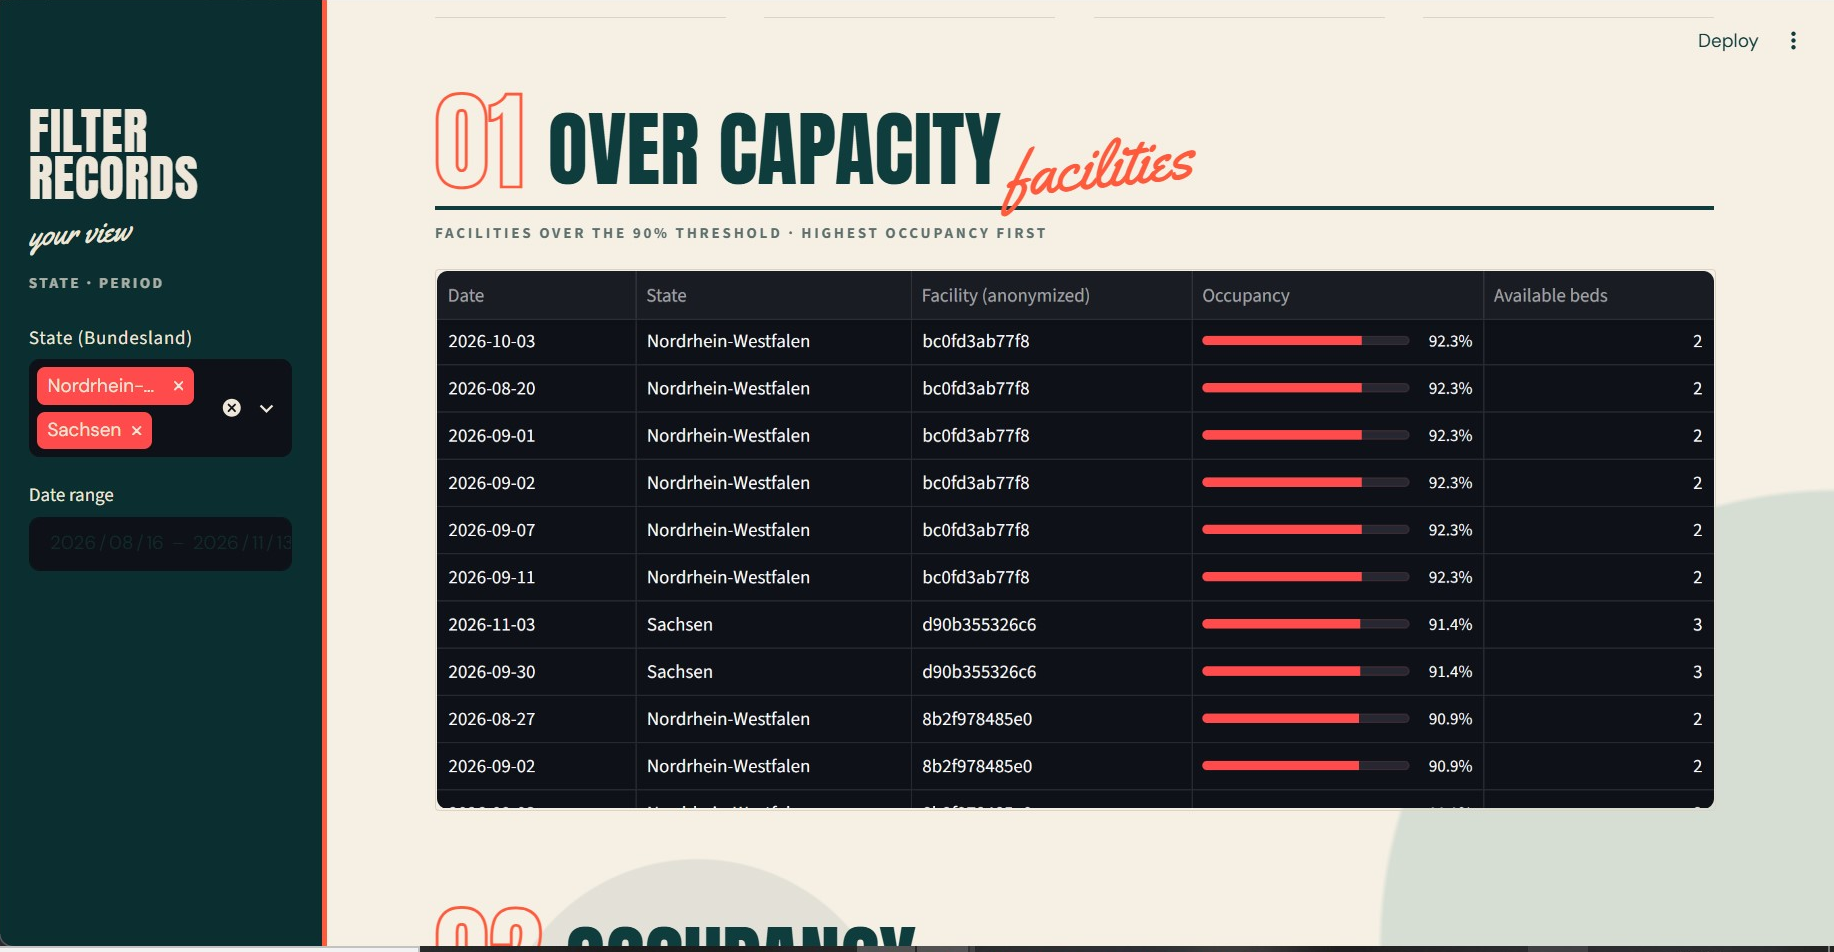 FILTER
RECORDS
your view
STATE · PERIOD
State (Bundesland)
Nordrhein-...
Sachsen
Date range
2026/08/16 – 2026/11/13
Deploy
01 OVER CAPACITY facilities
FACILITIES OVER THE 90% THRESHOLD · HIGHEST OCCUPANCY FIRST
Date State Facility (anonymized) Occupancy Available beds
2026-10-03 Nordrhein-Westfalen bc0fd3ab77f8 92.3% 2
2026-08-20 Nordrhein-Westfalen bc0fd3ab77f8 92.3% 2
2026-09-01 Nordrhein-Westfalen bc0fd3ab77f8 92.3% 2
2026-09-02 Nordrhein-Westfalen bc0fd3ab77f8 92.3% 2
2026-09-07 Nordrhein-Westfalen bc0fd3ab77f8 92.3% 2
2026-09-11 Nordrhein-Westfalen bc0fd3ab77f8 92.3% 2
2026-11-03 Sachsen d90b355326c6 91.4% 3
2026-09-30 Sachsen d90b355326c6 91.4% 3
2026-08-27 Nordrhein-Westfalen 8b2f978485e0 90.9% 2
2026-09-02 Nordrhein-Westfalen 8b2f978485e0 90.9% 2
02 OCCUPANCY